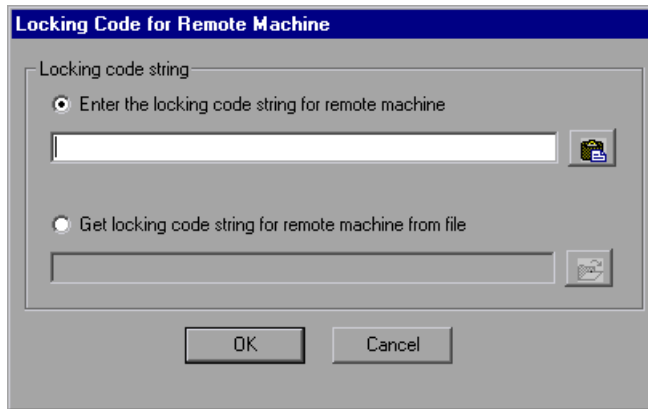 Locking Code for Remote Machine
Locking code string
Enter the locking code string for remote machine
Get locking code string for remote machine from file
OK
Cancel